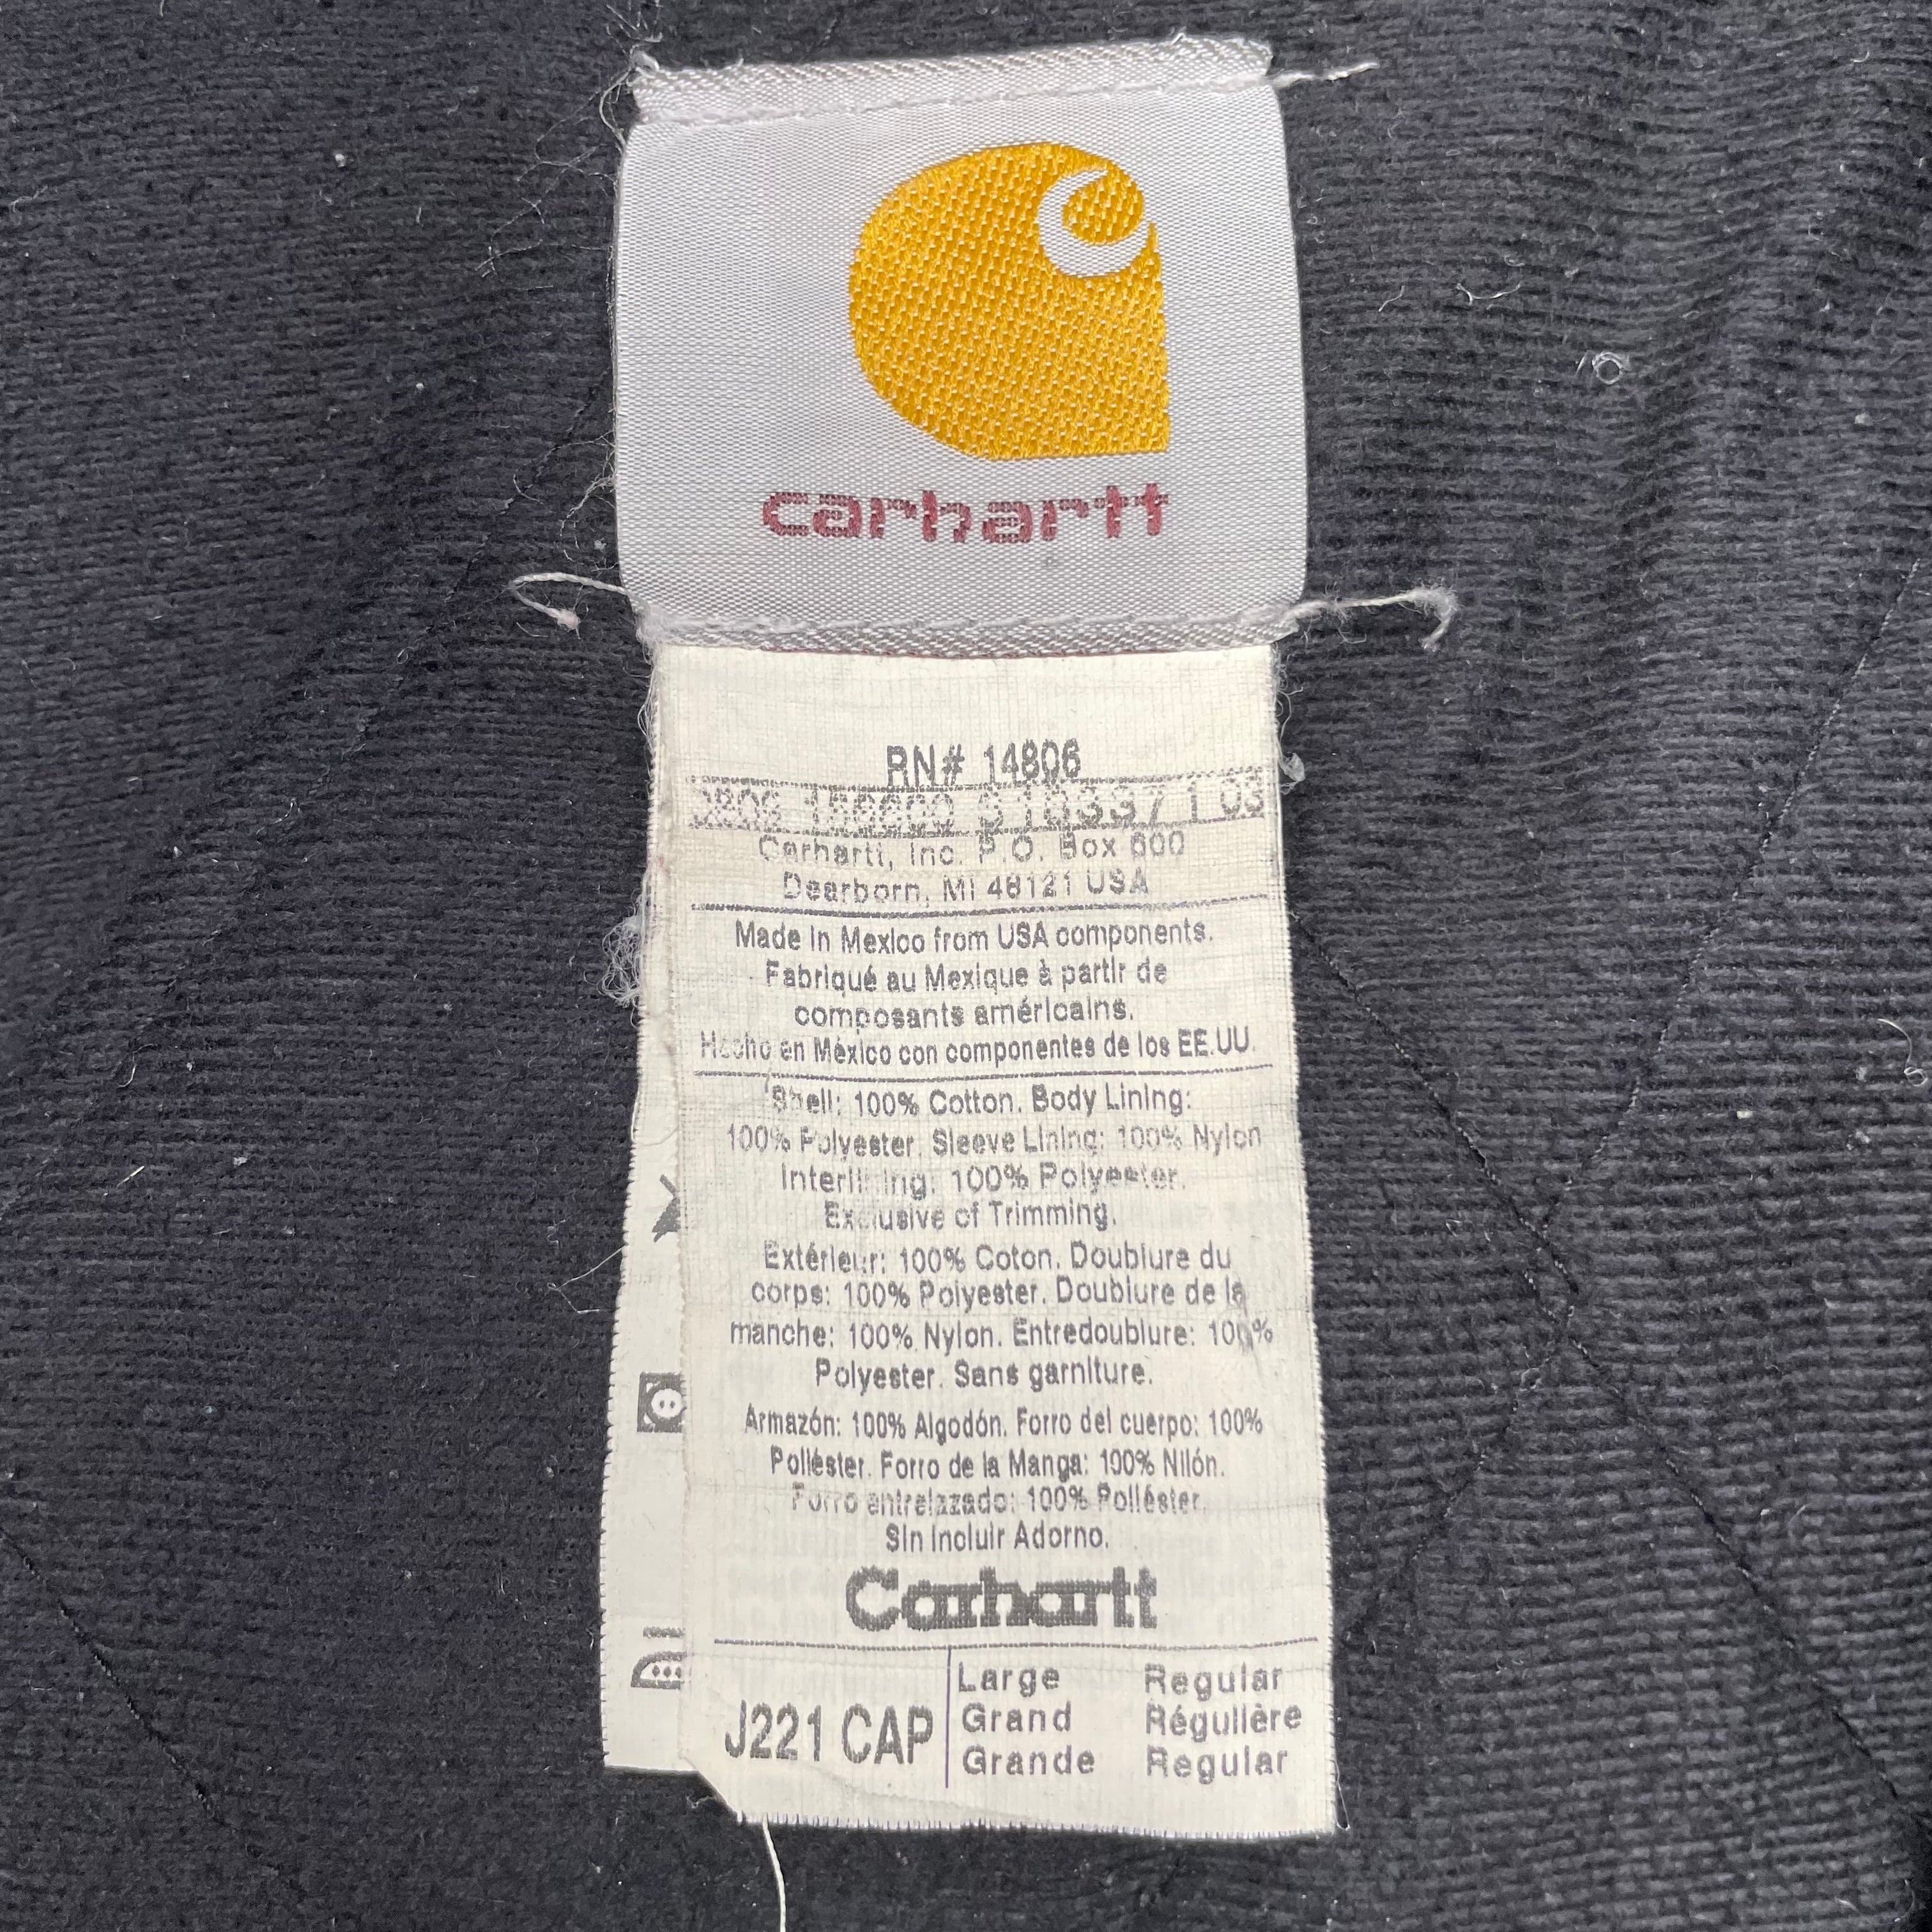 carhartt
RN# 14806
Carhartt, Inc. P.O. Box 600
Dearborn, MI 48121 USA
Made in Mexico from USA components.
Fabriqué au Mexique à partir de
composants américains.
Hecho en México con componentes de los EE.UU.
Shell: 100% Cotton. Body Lining:
100% Polyester. Sleeve Lining: 100% Nylon
Interlining: 100% Polyester.
Exclusive of Trimming.
Extérieur: 100% Coton. Doublure du
corps: 100% Polyester. Doublure de la
manche: 100% Nylon. Entredoublure: 100%
Polyester. Sans garniture.
Armazón: 100% Algodón. Forro del cuerpo: 100%
Poliéster. Forro de la Manga: 100% Nilón.
Forro entrelazado: 100% Poliéster.
Sin Incluir Adorno.
Carhartt
J221 CAP
Large Regular
Grand Régulière
Grande Regular